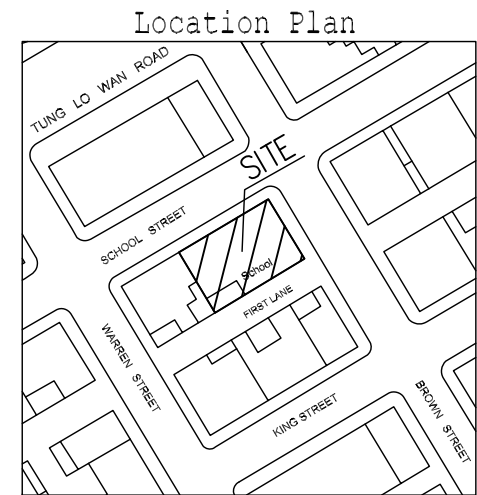 Location Plan
TUNG LO WAN ROAD
SITE
SCHOOL STREET
School
FIRST LANE
WARREN STREET
KING STREET
BROWN STREET